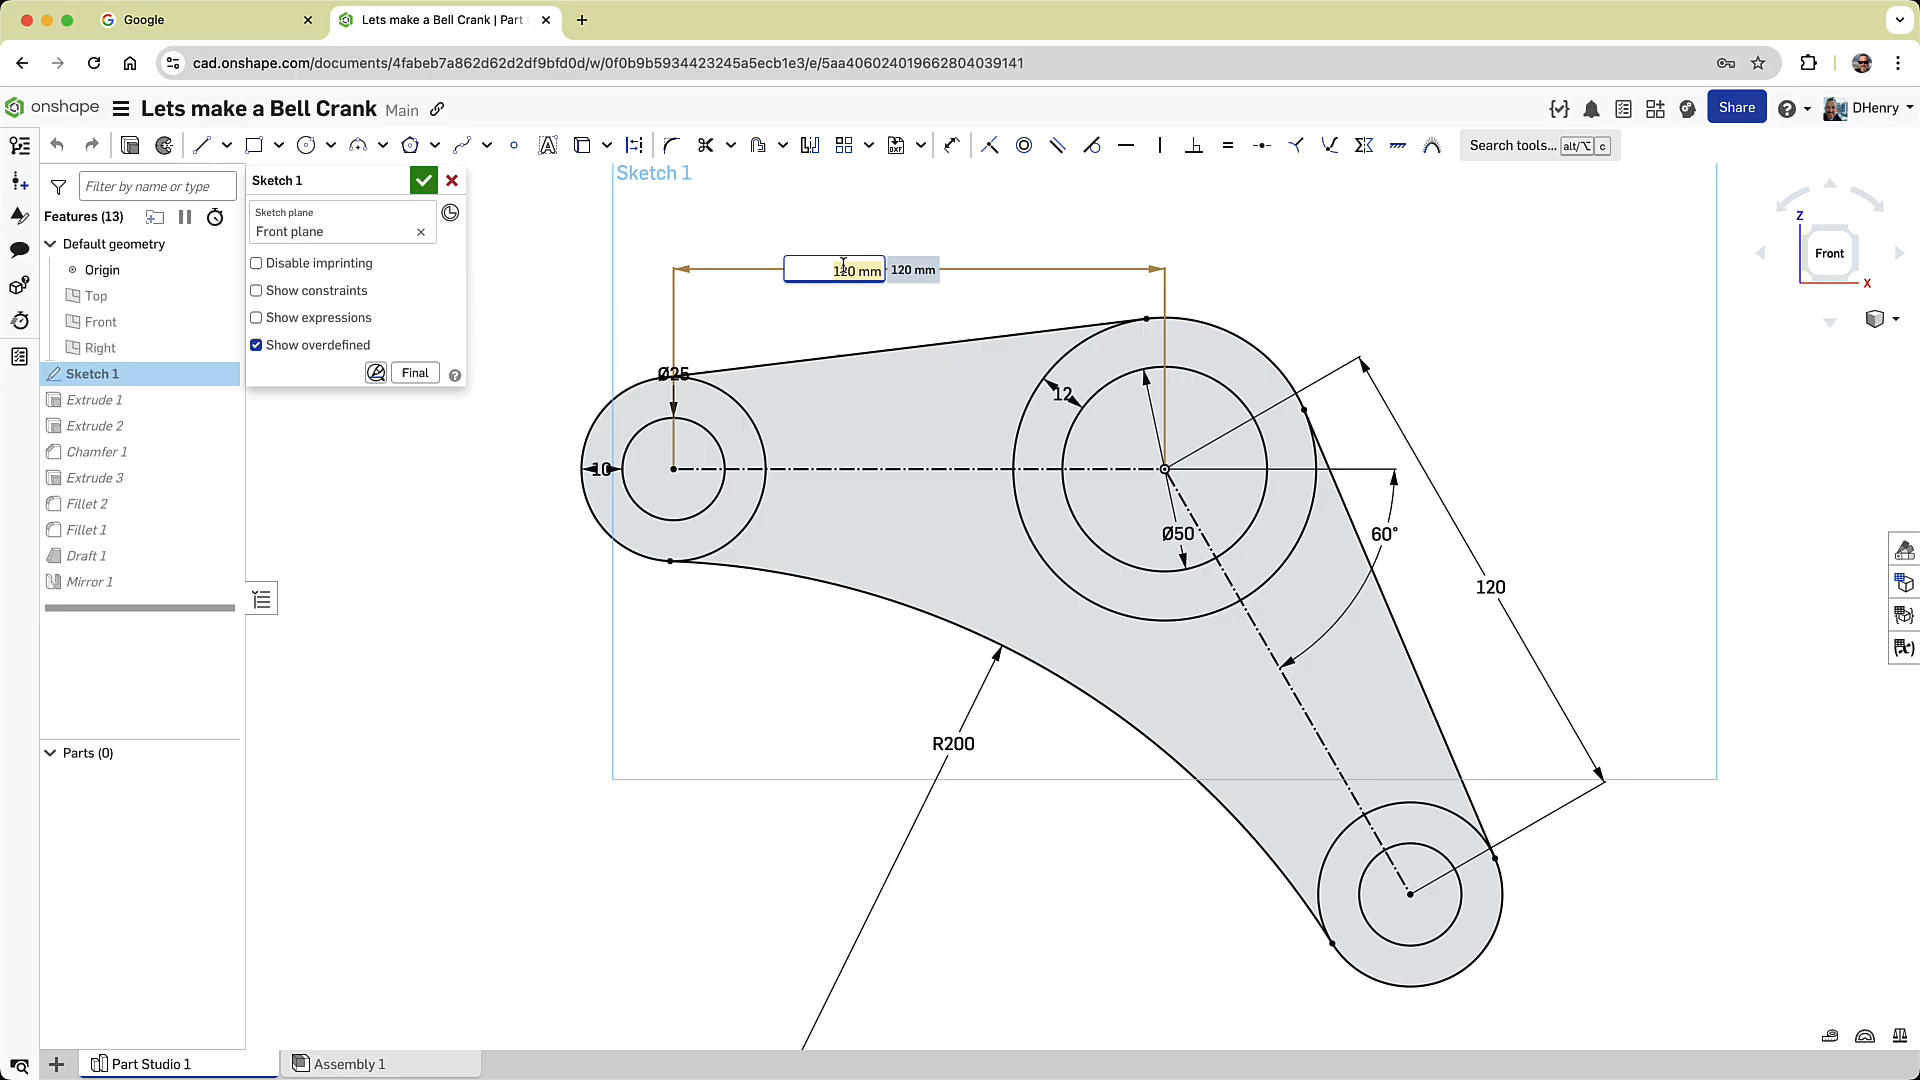 Google
Lets make a Bell Crank | Part
cad.onshape.com/documents/4fabeb7a862d62d2df9bfd0d/w/0f0b9b5934423245a5ecb1e3/e/5aa406024019662804039141
onshape
Lets make a Bell Crank
Main
Share
DHenry
Search tools... alt/⌥ c
Filter by name or type
Features (13)
Default geometry
Origin
Top
Front
Right
Sketch 1
Extrude 1
Extrude 2
Chamfer 1
Extrude 3
Fillet 2
Fillet 1
Draft 1
Mirror 1
Parts (0)
Sketch 1
Sketch plane
Front plane
Disable imprinting
Show constraints
Show expressions
Show overdefined
Final
Sketch 1
120 mm 120 mm
Ø25
12
10
Ø50
60°
120
R200
Z
Front
X
Part Studio 1
Assembly 1